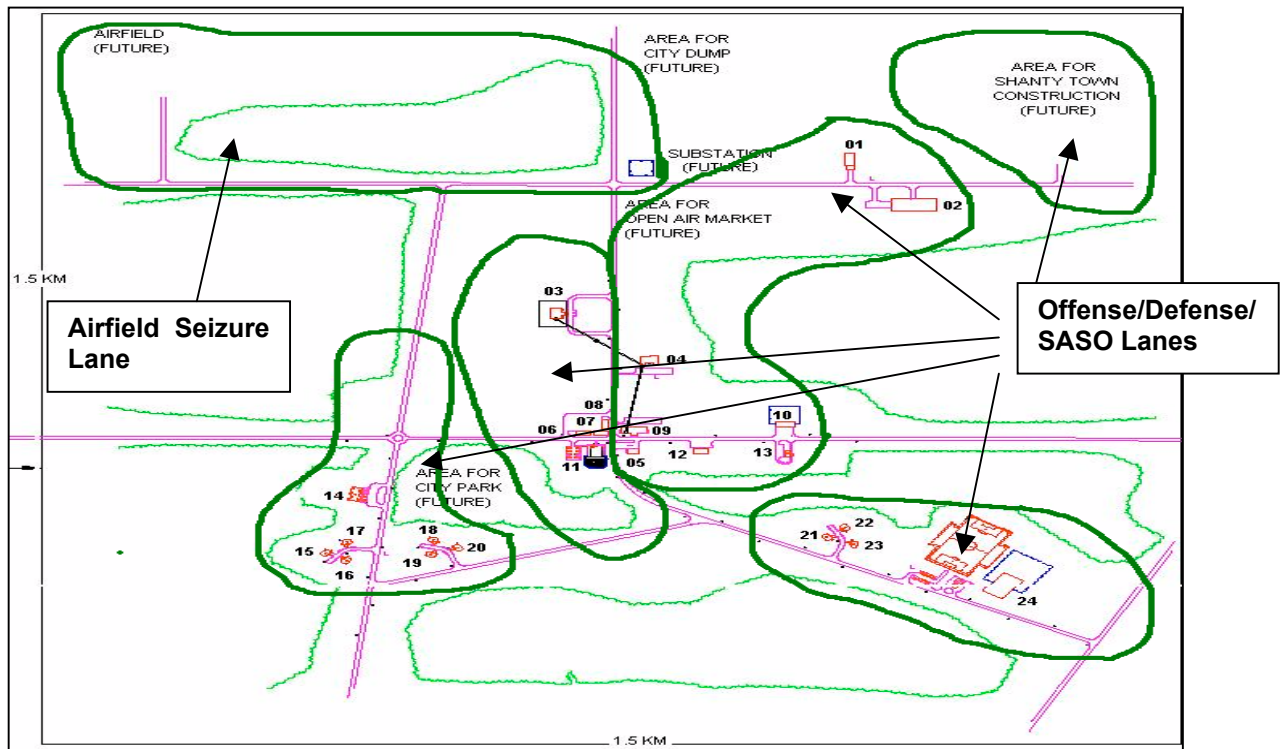 AIRFIELD
(FUTURE)
AREA FOR
CITY DUMP
(FUTURE)
AREA FOR
SHANTY TOWN
CONSTRUCTION
(FUTURE)
01
SUBSTATION
(FUTURE)
L
02
AREA FOR
OPEN AIR MARKET
(FUTURE)
1.5 KM
03
Airfield Seizure
Lane
Offense/Defense/
SASO Lanes
04
L
08
07
06
09
10
11
05
12
13
AREA FOR
CITY PARK
(FUTURE)
14
17
18
15
20
16
19
22
21
23
24
1.5 KM